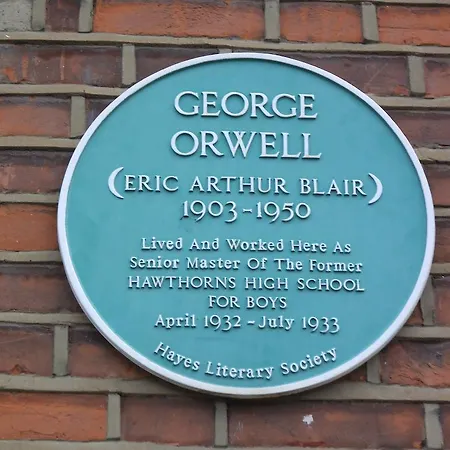 GEORGE
ORWELL
(ERIC ARTHUR BLAIR)
1903-1950
Lived And Worked Here As
Senior Master Of The Former
HAWTHORNS HIGH SCHOOL
FOR BOYS
April 1932 - July 1933
Hayes Literary Society